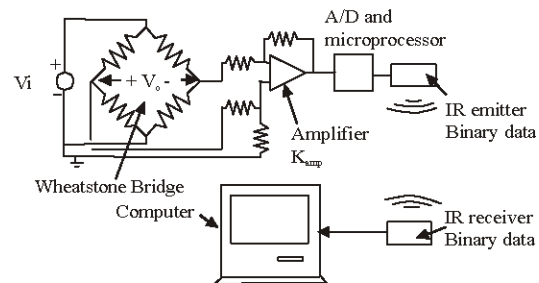 A/D and
microprocessor
Vi
+
-
+ Vo -
IR emitter
Binary data
Amplifier
Kamp
Wheatstone Bridge
Computer
IR receiver
Binary data